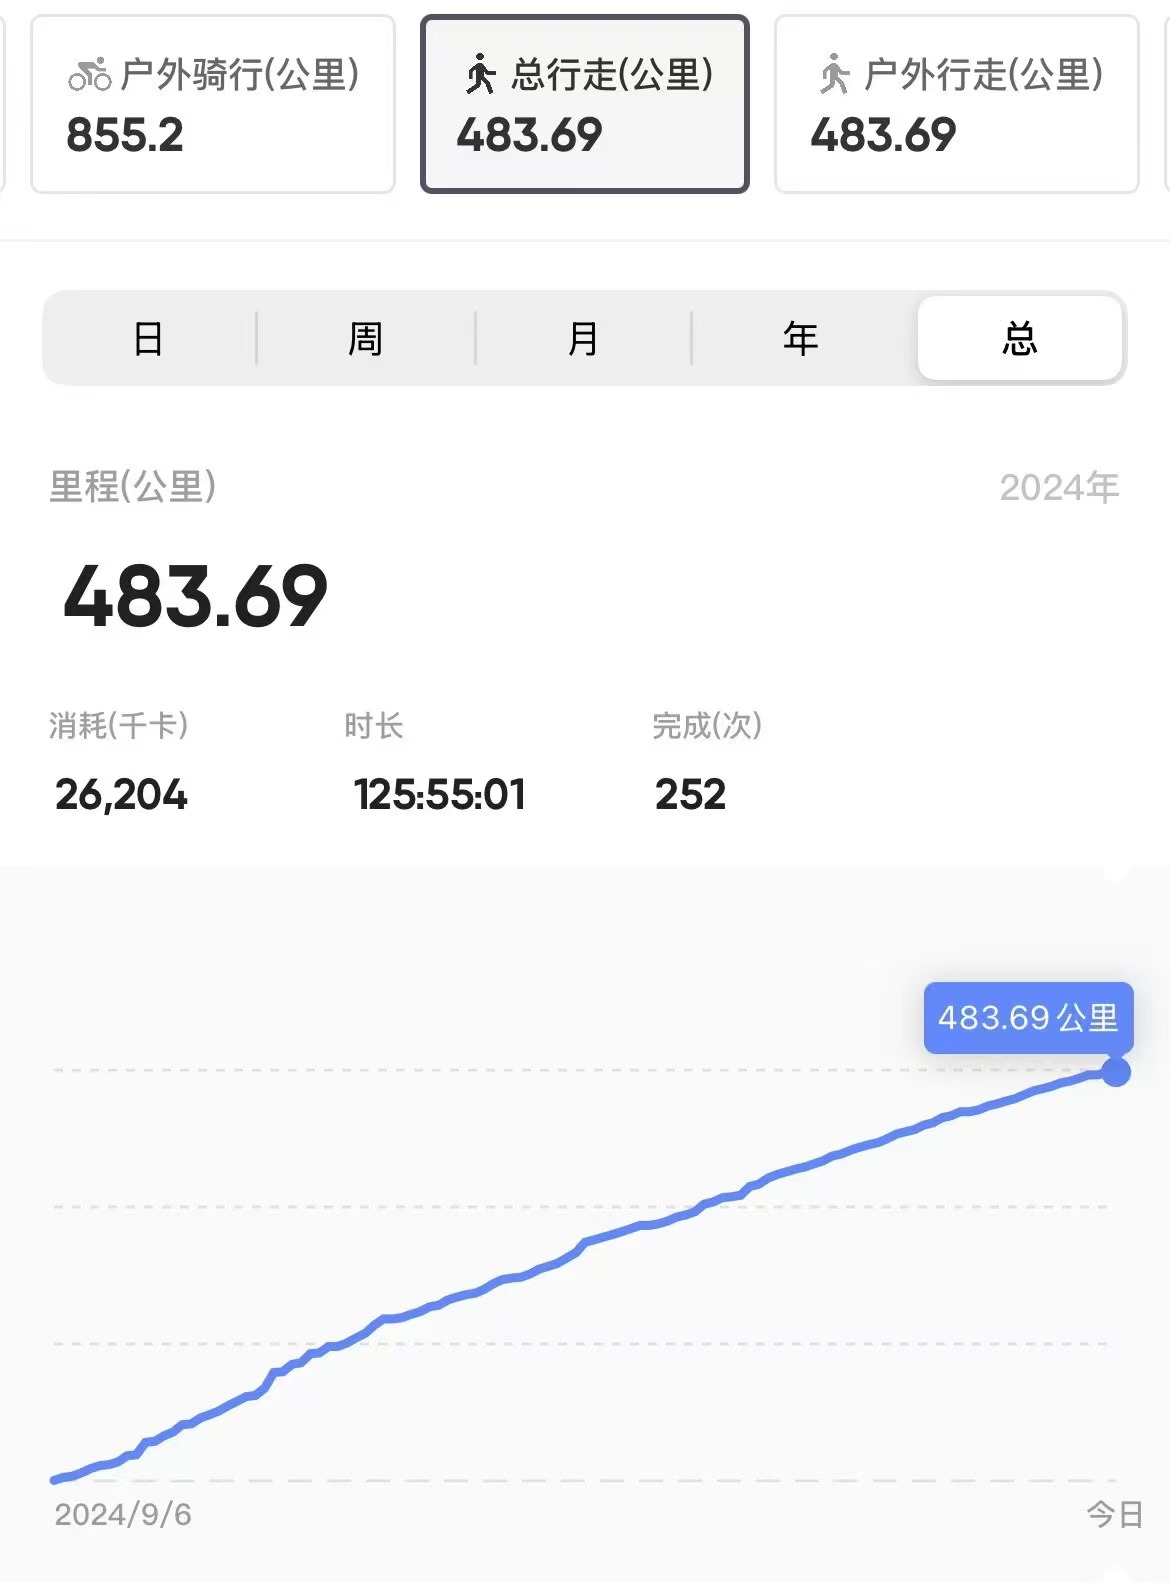 户外骑行(公里)
855.2
总行走(公里)
483.69
户外行走(公里)
483.69
日 周 月 年 总
里程(公里) 2024年
483.69
消耗(千卡) 时长 完成(次)
26,204 125:55:01 252
483.69公里
2024/9/6 今日